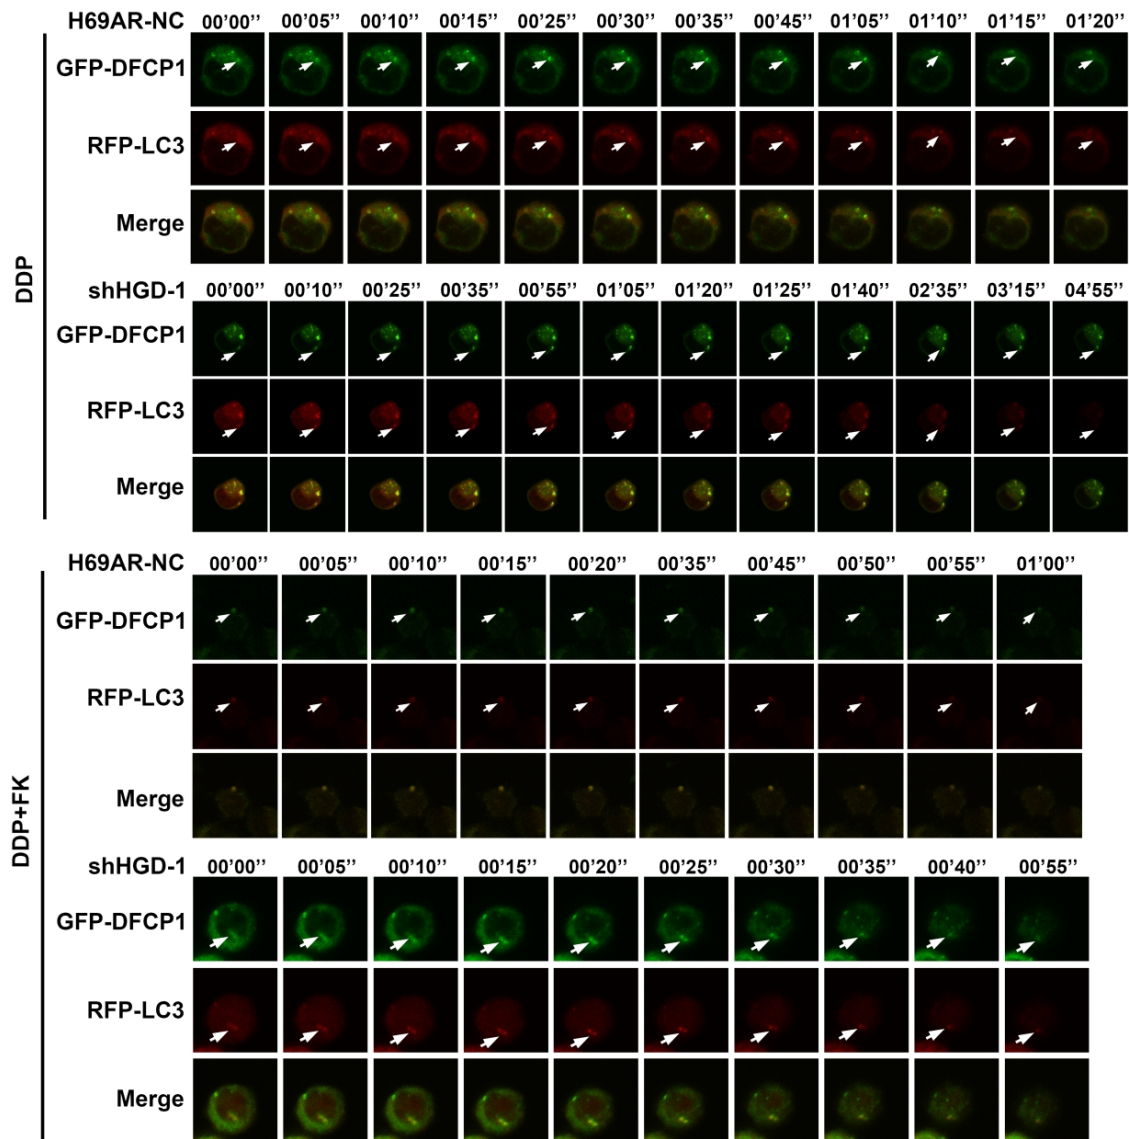 DDP
H69AR-NC 00’00’’ 00’05’’ 00’10’’ 00’15’’ 00’25’’ 00’30’’ 00’35’’ 00’45’’ 01’05’’ 01’10’’ 01’15’’ 01’20’’
GFP-DFCP1
RFP-LC3
Merge
shHGD-1 00’00’’ 00’10’’ 00’25’’ 00’35’’ 00’55’’ 01’05’’ 01’20’’ 01’25’’ 01’40’’ 02’35’’ 03’15’’ 04’55’’
GFP-DFCP1
RFP-LC3
Merge
DDP+FK
H69AR-NC 00’00’’ 00’05’’ 00’10’’ 00’15’’ 00’20’’ 00’35’’ 00’45’’ 00’50’’ 00’55’’ 01’00’’
GFP-DFCP1
RFP-LC3
Merge
shHGD-1 00’00’’ 00’05’’ 00’10’’ 00’15’’ 00’20’’ 00’25’’ 00’30’’ 00’35’’ 00’40’’ 00’55’’
GFP-DFCP1
RFP-LC3
Merge